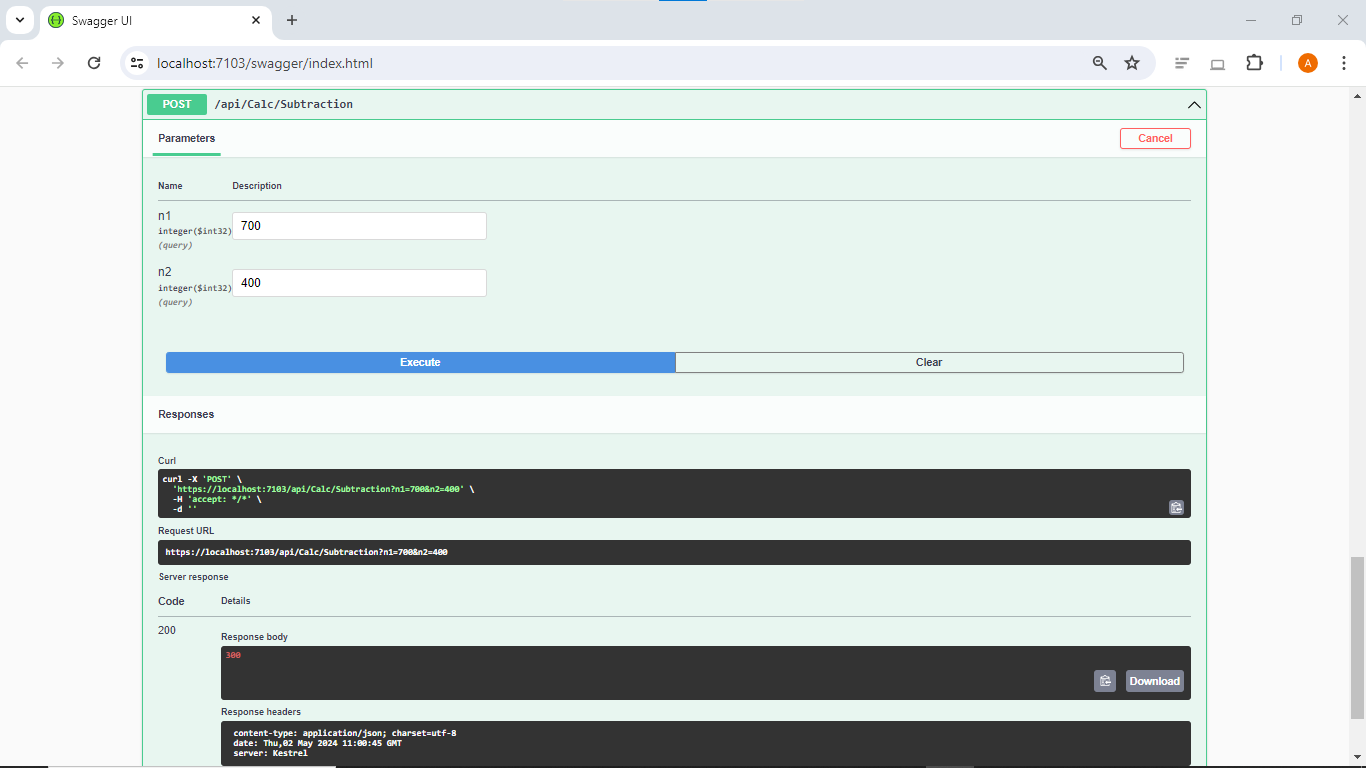 Swagger UI
localhost:7103/swagger/index.html
A
POST /api/Calc/Subtraction
Parameters
Cancel
Name Description
n1
integer($int32)
(query)
700
n2
integer($int32)
(query)
400
Execute Clear
Responses
Curl
curl -X 'POST' \
'https://localhost:7103/api/Calc/Subtraction?n1=700&n2=400' \
-H 'accept: */*' \
-d ''
Request URL
https://localhost:7103/api/Calc/Subtraction?n1=700&n2=400
Server response
Code Details
200
Response body
300
Download
Response headers
content-type: application/json; charset=utf-8
date: Thu,02 May 2024 11:00:45 GMT
server: Kestrel